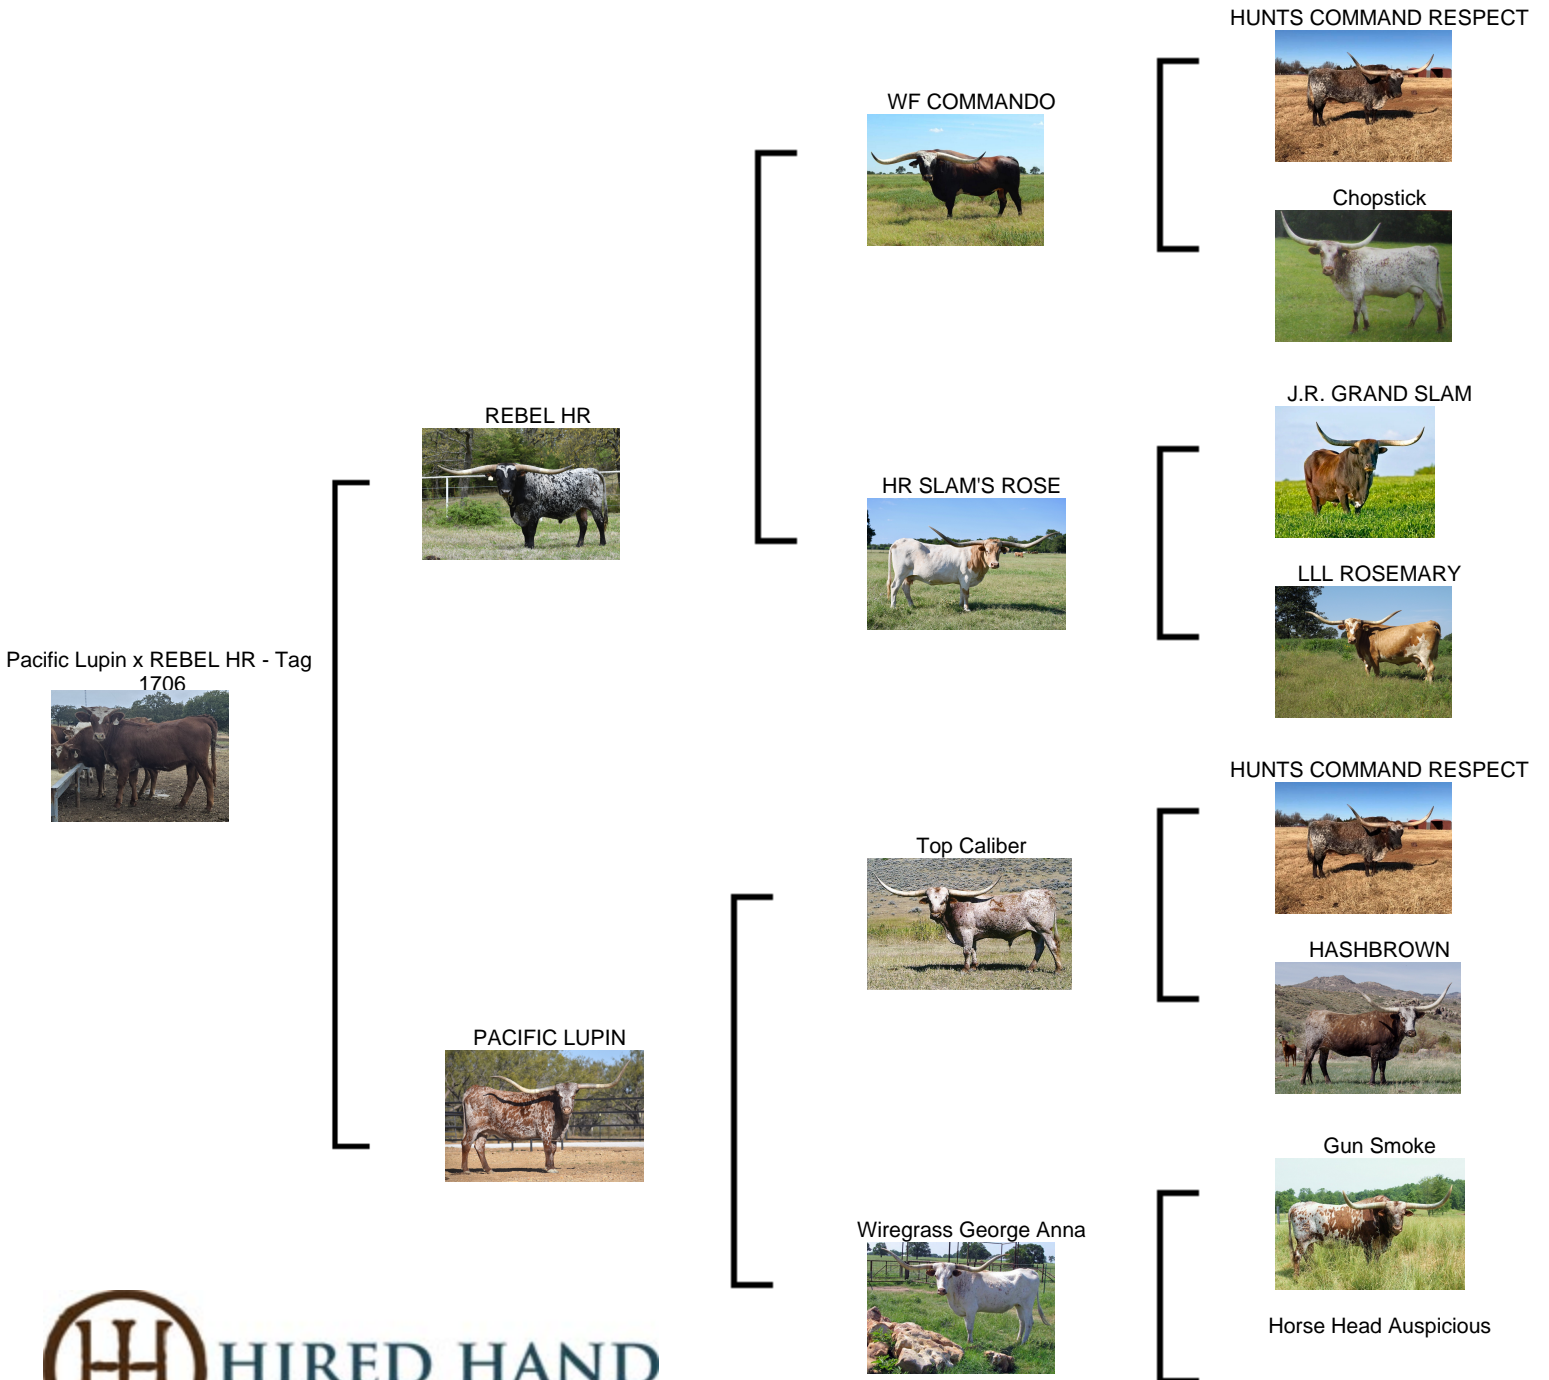 HUNTS COMMAND RESPECT
WF COMMANDO
Chopstick
J.R. GRAND SLAM
REBEL HR
HR SLAM'S ROSE
LLL ROSEMARY
Pacific Lupin x REBEL HR - Tag
1706
HUNTS COMMAND RESPECT
Top Caliber
HASHBROWN
PACIFIC LUPIN
Gun Smoke
Wiregrass George Anna
Horse Head Auspicious
HIRED HAND